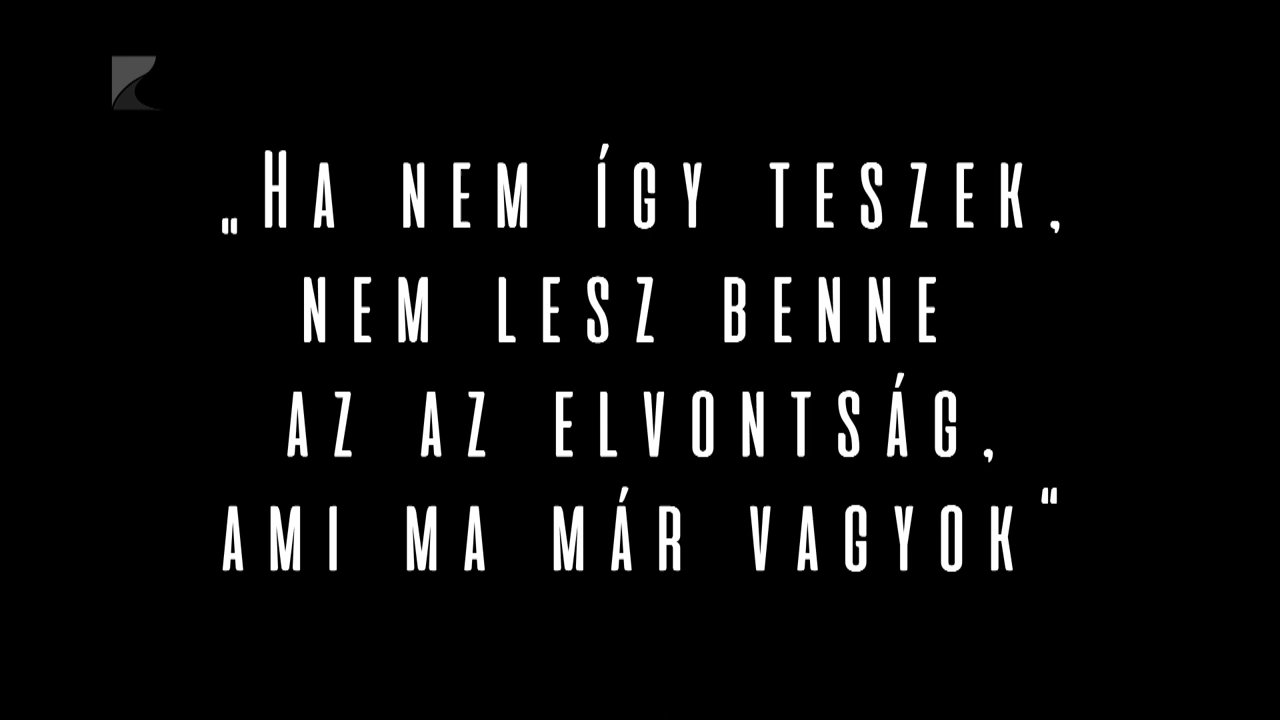 „Ha nem így teszek,
nem lesz benne
az az elvontság,
ami ma már vagyok“